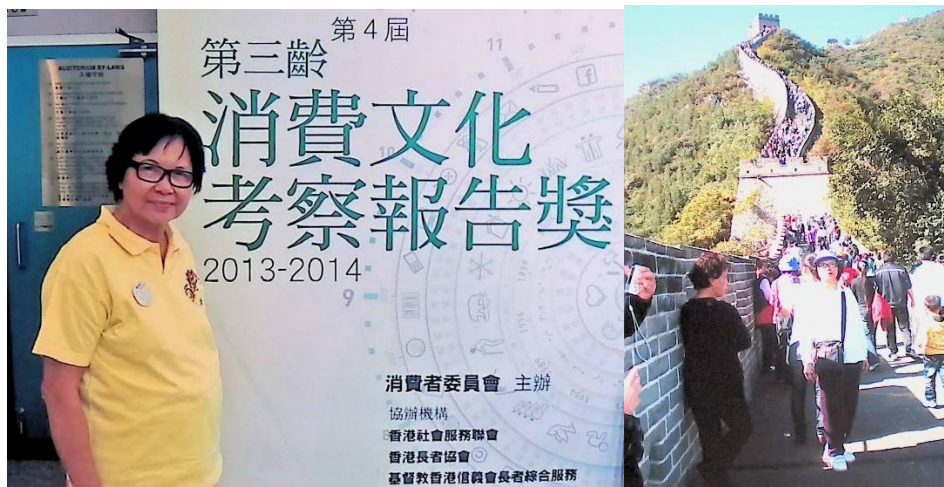 AUDITORIUM BY-LAWS
第4屆
第三齡
消費文化
考察報告獎
2013-2014
11
10
9
消費者委員會 主辦
協辦機構
香港社會服務聯會
香港長者協會
基督教香港信義會長者綜合服務